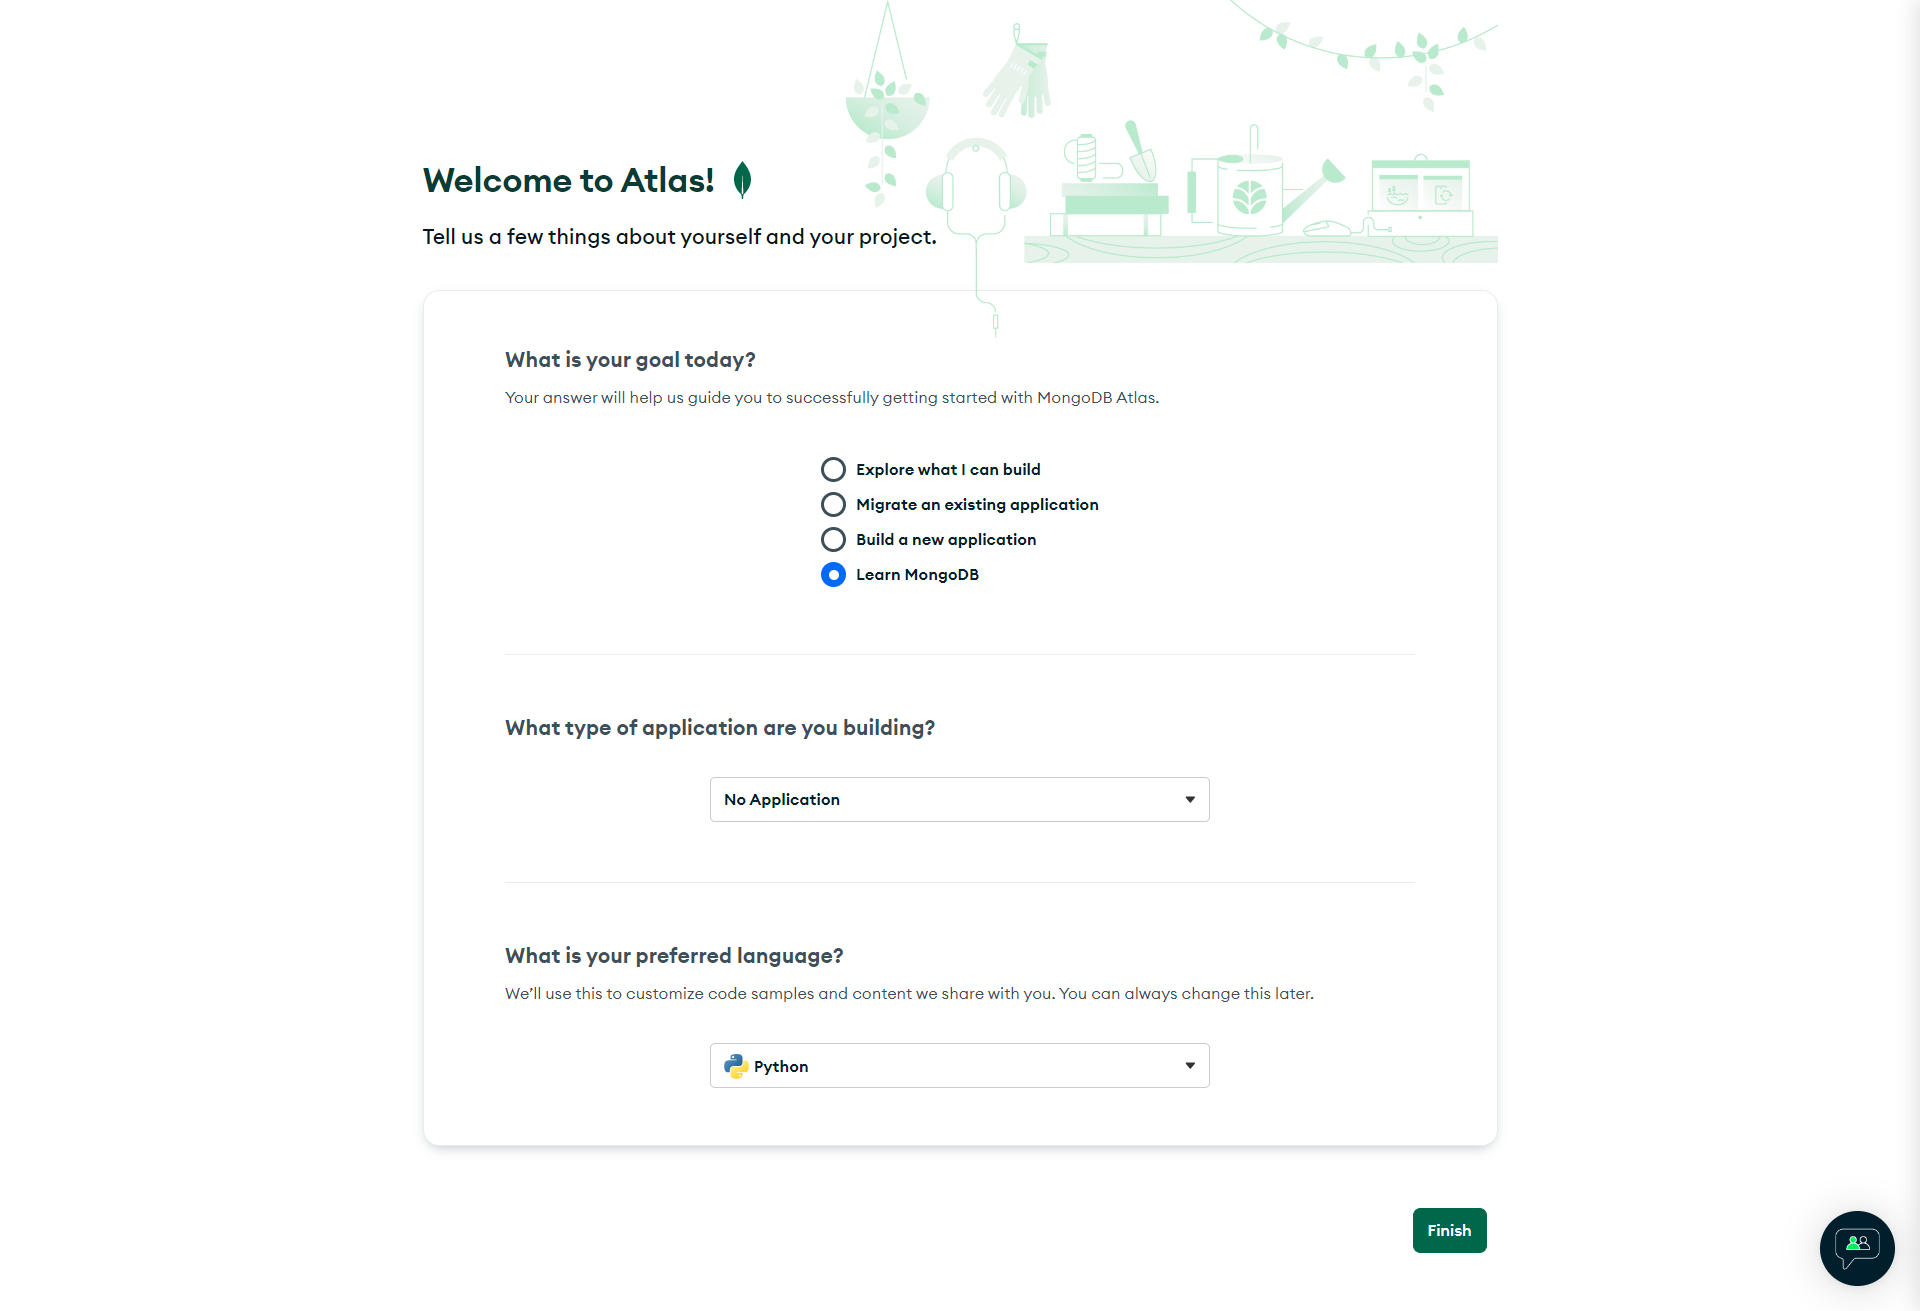 Welcome to Atlas!
Tell us a few things about yourself and your project.
What is your goal today?
Your answer will help us guide you to successfully getting started with MongoDB Atlas.
Explore what I can build
Migrate an existing application
Build a new application
Learn MongoDB
What type of application are you building?
No Application
What is your preferred language?
We’ll use this to customize code samples and content we share with you. You can always change this later.
Python
Finish